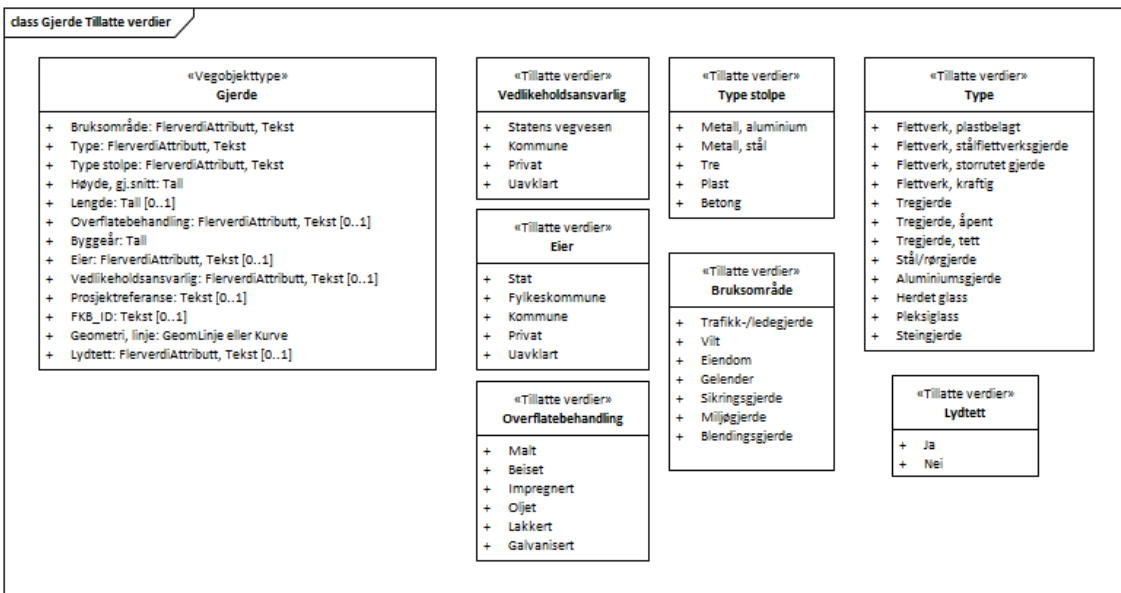 class Gjerde Tillatte verdier
«Vegobjekttype»
Gjerde
+ Bruksområde: FlerverdiAttributt, Tekst
+ Type: FlerverdiAttributt, Tekst
+ Type stolpe: FlerverdiAttributt, Tekst
+ Høyde, gj.snitt: Tall
+ Lengde: Tall [0..1]
+ Overflatebehandling: FlerverdiAttributt, Tekst [0..1]
+ Byggeår: Tall
+ Eier: FlerverdiAttributt, Tekst [0..1]
+ Vedlikeholdsansvarlig: FlerverdiAttributt, Tekst [0..1]
+ Prosjektreferanse: Tekst [0..1]
+ FKB_ID: Tekst [0..1]
+ Geometri, linje: GeomLinje eller Kurve
+ Lydtett: FlerverdiAttributt, Tekst [0..1]
«Tillatte verdier»
Vedlikeholdsansvarlig
+ Statens vegvesen
+ Kommune
+ Privat
+ Uavklart
«Tillatte verdier»
Eier
+ Stat
+ Fylkeskommune
+ Kommune
+ Privat
+ Uavklart
«Tillatte verdier»
Overflatebehandling
+ Malt
+ Beiset
+ Impregnert
+ Oljet
+ Lakkert
+ Galvanisert
«Tillatte verdier»
Type stolpe
+ Metall, aluminium
+ Metall, stål
+ Tre
+ Plast
+ Betong
«Tillatte verdier»
Bruksområde
+ Trafikk-/ledegjerde
+ Vilt
+ Eiendom
+ Gelender
+ Sikringsgjerde
+ Miljøgjerde
+ Blendingsgjerde
«Tillatte verdier»
Type
+ Flettverk, plastbelagt
+ Flettverk, stålflettverksgjerde
+ Flettverk, storrutet gjerde
+ Flettverk, kraftig
+ Tregjerde
+ Tregjerde, åpent
+ Tregjerde, tett
+ Stål/rørgjerde
+ Aluminiumsgjerde
+ Herdet glass
+ Pleksiglass
+ Steingjerde
«Tillatte verdier»
Lydtett
+ Ja
+ Nei